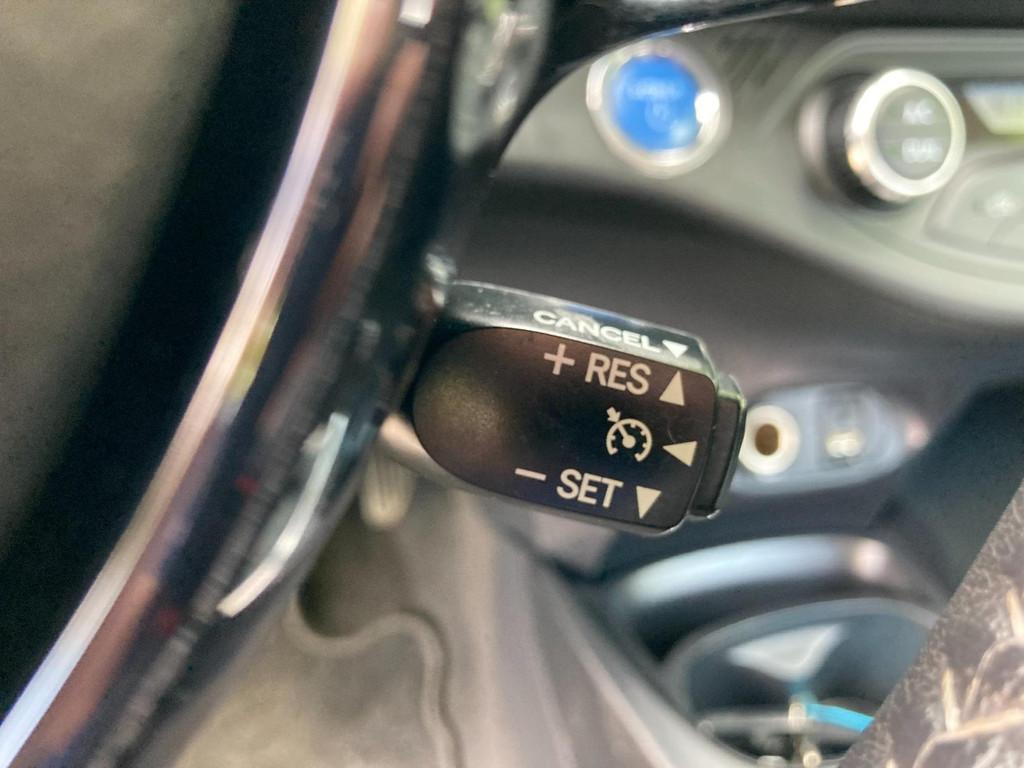 CANCEL▼
+ RES ▲
− SET ▼